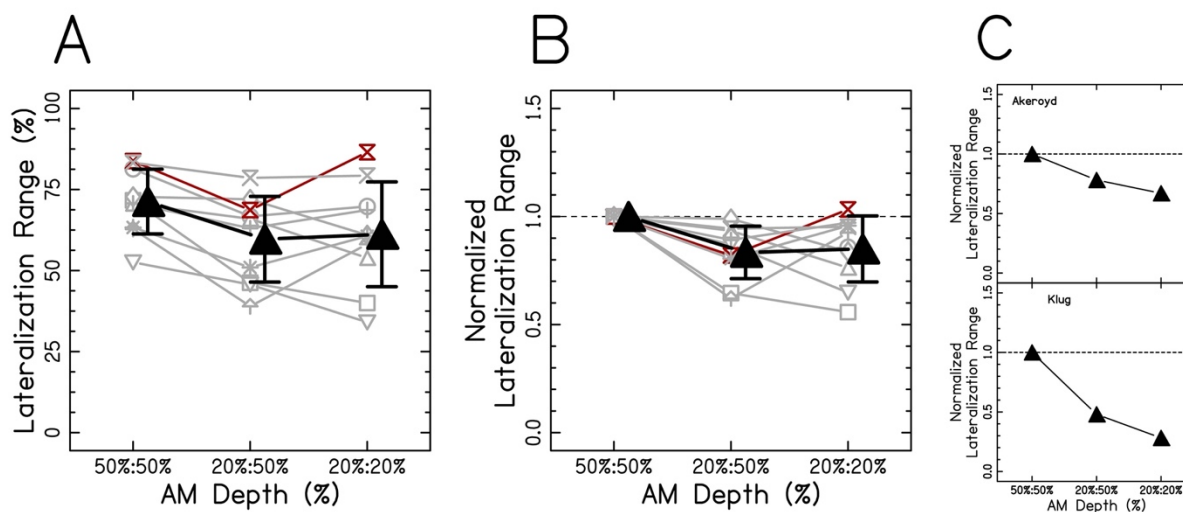 A
Lateralization Range (%)
100
75
50
25
0
50%:50%
20%:50%
20%:20%
AM Depth (%)
B
Normalized
Lateralization Range
1.5
1.0
0.5
0.0
50%:50%
20%:50%
20%:20%
AM Depth (%)
C
Akeroyd
Normalized
Lateralization Range
1.5
1.0
0.5
0.0
Klug
Normalized
Lateralization Range
1.5
1.0
0.5
0.0
50%:50%
20%:50%
20%:20%
AM Depth (%)